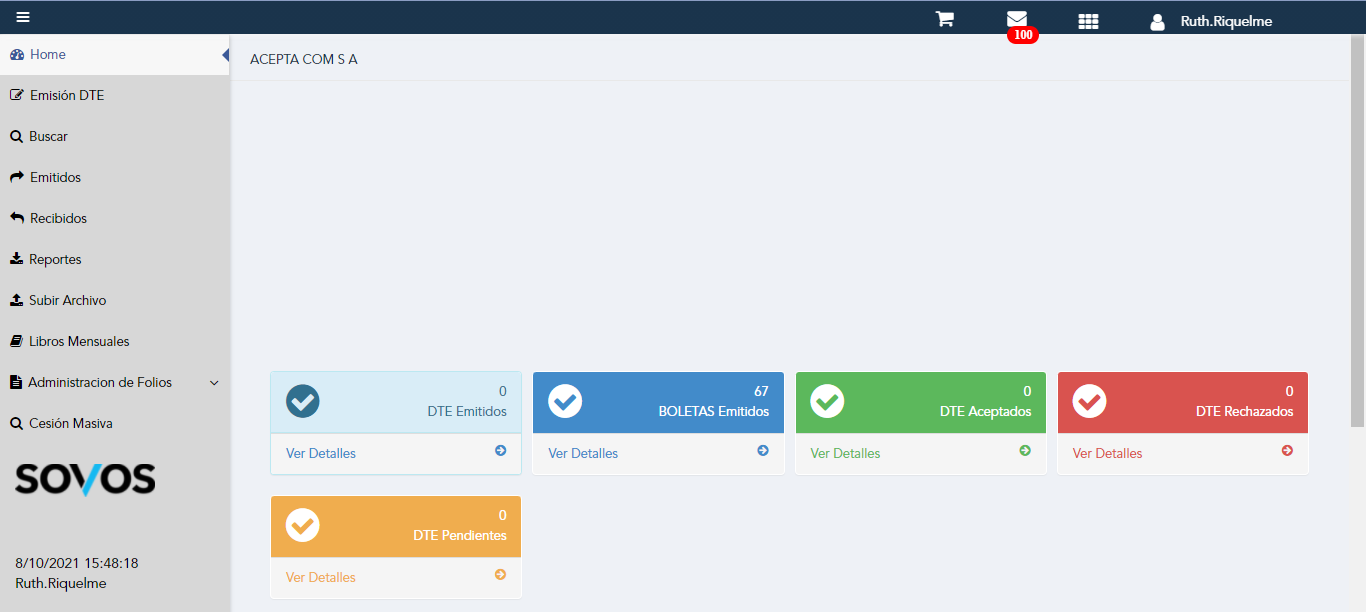 100
Ruth.Riquelme
Home
Emisión DTE
Buscar
Emitidos
Recibidos
Reportes
Subir Archivo
Libros Mensuales
Administracion de Folios
Cesión Masiva
SOVOS
8/10/2021 15:48:18
Ruth.Riquelme
ACEPTA COM S A
0
DTE Emitidos
Ver Detalles
67
BOLETAS Emitidos
Ver Detalles
0
DTE Aceptados
Ver Detalles
0
DTE Rechazados
Ver Detalles
0
DTE Pendientes
Ver Detalles